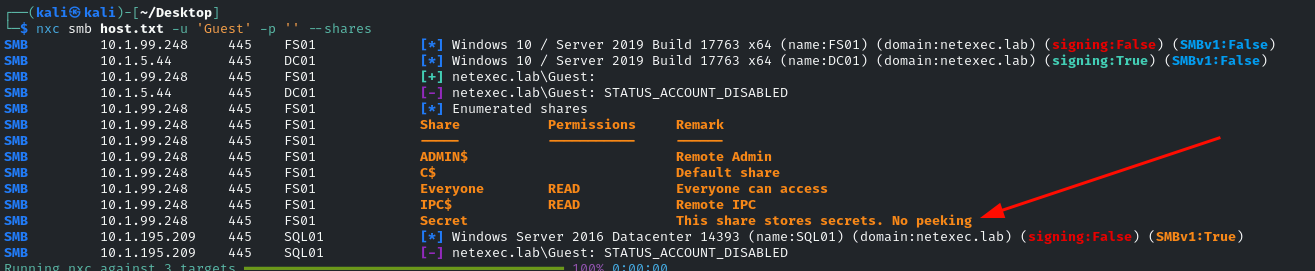 ┌──(kali㉿kali)-[~/Desktop]
└─$ nxc smb host.txt -u 'Guest' -p '' --shares
SMB 10.1.99.248 445 FS01 [*] Windows 10 / Server 2019 Build 17763 x64 (name:FS01) (domain:netexec.lab) (signing:False) (SMBv1:False)
SMB 10.1.5.44 445 DC01 [*] Windows 10 / Server 2019 Build 17763 x64 (name:DC01) (domain:netexec.lab) (signing:True) (SMBv1:False)
SMB 10.1.99.248 445 FS01 [+] netexec.lab\Guest:
SMB 10.1.5.44 445 DC01 [-] netexec.lab\Guest: STATUS_ACCOUNT_DISABLED
SMB 10.1.99.248 445 FS01 [*] Enumerated shares
SMB 10.1.99.248 445 FS01 Share Permissions Remark
SMB 10.1.99.248 445 FS01 ----- ----------- ------
SMB 10.1.99.248 445 FS01 ADMIN$ Remote Admin
SMB 10.1.99.248 445 FS01 C$ Default share
SMB 10.1.99.248 445 FS01 Everyone READ Everyone can access
SMB 10.1.99.248 445 FS01 IPC$ READ Remote IPC
SMB 10.1.99.248 445 FS01 Secret This share stores secrets. No peeking
SMB 10.1.195.209 445 SQL01 [*] Windows Server 2016 Datacenter 14393 (name:SQL01) (domain:netexec.lab) (signing:False) (SMBv1:True)
SMB 10.1.195.209 445 SQL01 [-] netexec.lab\Guest: STATUS_ACCOUNT_DISABLED
Running nxc against 3 targets 100% 0:00:00